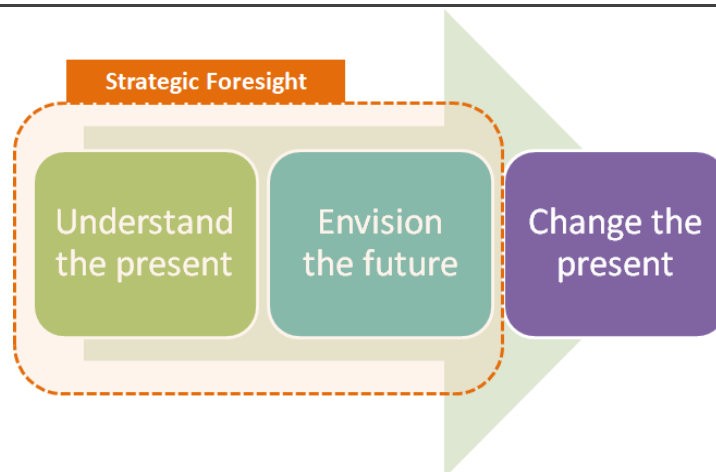 Strategic Foresight
Understand
the present
Envision
the future
Change the
present